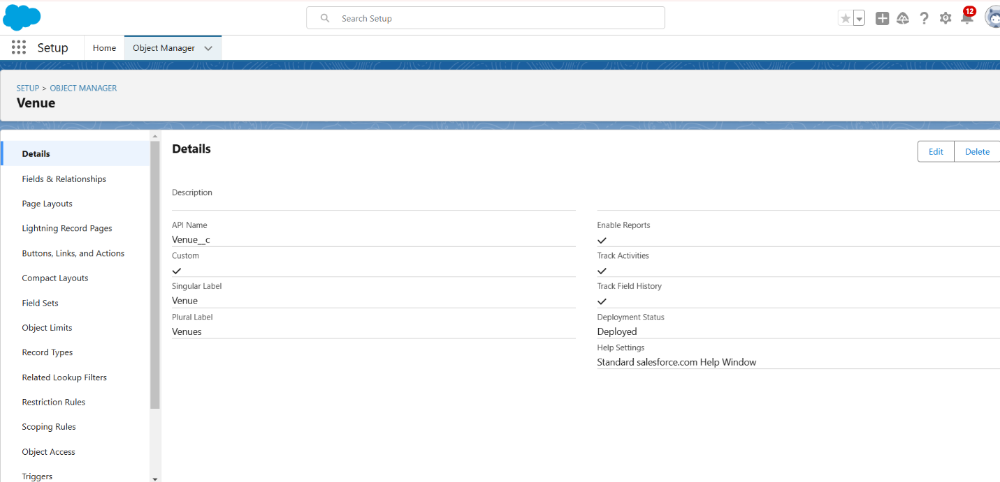 Search Setup
12
Setup
Home
Object Manager
SETUP > OBJECT MANAGER
Venue
Details
Fields & Relationships
Page Layouts
Lightning Record Pages
Buttons, Links, and Actions
Compact Layouts
Field Sets
Object Limits
Record Types
Related Lookup Filters
Restriction Rules
Scoping Rules
Object Access
Triggers
Details
Edit
Delete
Description
API Name
Venue__c
Custom
Singular Label
Venue
Plural Label
Venues
Enable Reports
Track Activities
Track Field History
Deployment Status
Deployed
Help Settings
Standard salesforce.com Help Window